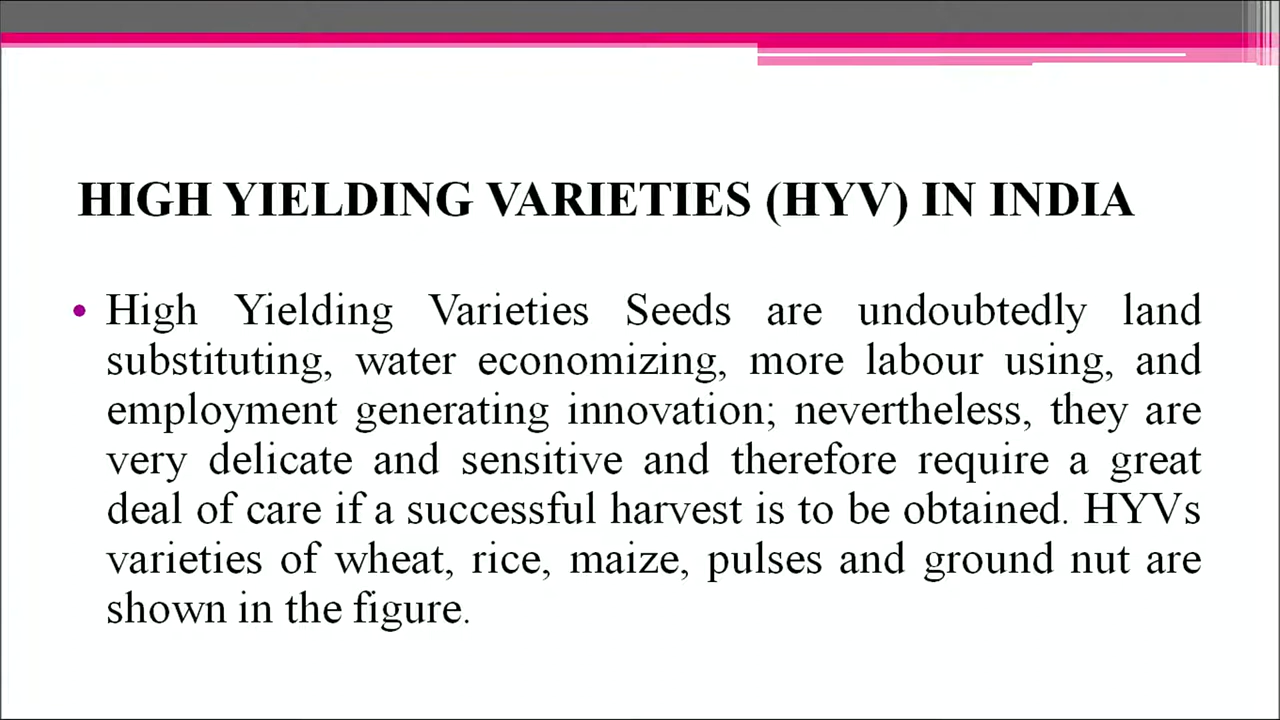 HIGH YIELDING VARIETIES (HYV) IN INDIA
• High Yielding Varieties Seeds are undoubtedly land
substituting, water economizing, more labour using, and
employment generating innovation; nevertheless, they are
very delicate and sensitive and therefore require a great
deal of care if a successful harvest is to be obtained. HYVs
varieties of wheat, rice, maize, pulses and ground nut are
shown in the figure.